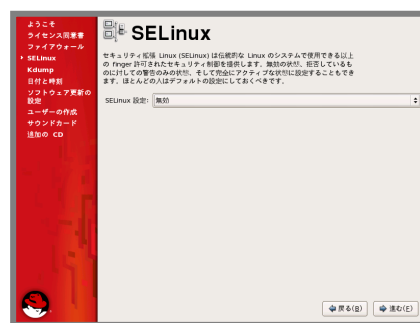 ようこそ
ライセンス同意書
ファイアウォール
SELinux
Kdump
日付と時刻
ソフトウェア更新の
設定
ユーザーの作成
サウンドカード
追加の CD
SELinux
セキュリティ拡張 Linux (SELinux) は伝統的な Linux のシステムで使用できる以上
の finger 許可されたセキュリティ制御を提供します。無効の状態、拒否しているも
のに対しての警告のみの状態、そして完全にアクティブな状態に設定することもでき
ます。ほとんどの人はデフォルトの設定にしておくべきです。
SELinux 設定: 無効
戻る(B) 進む(F)